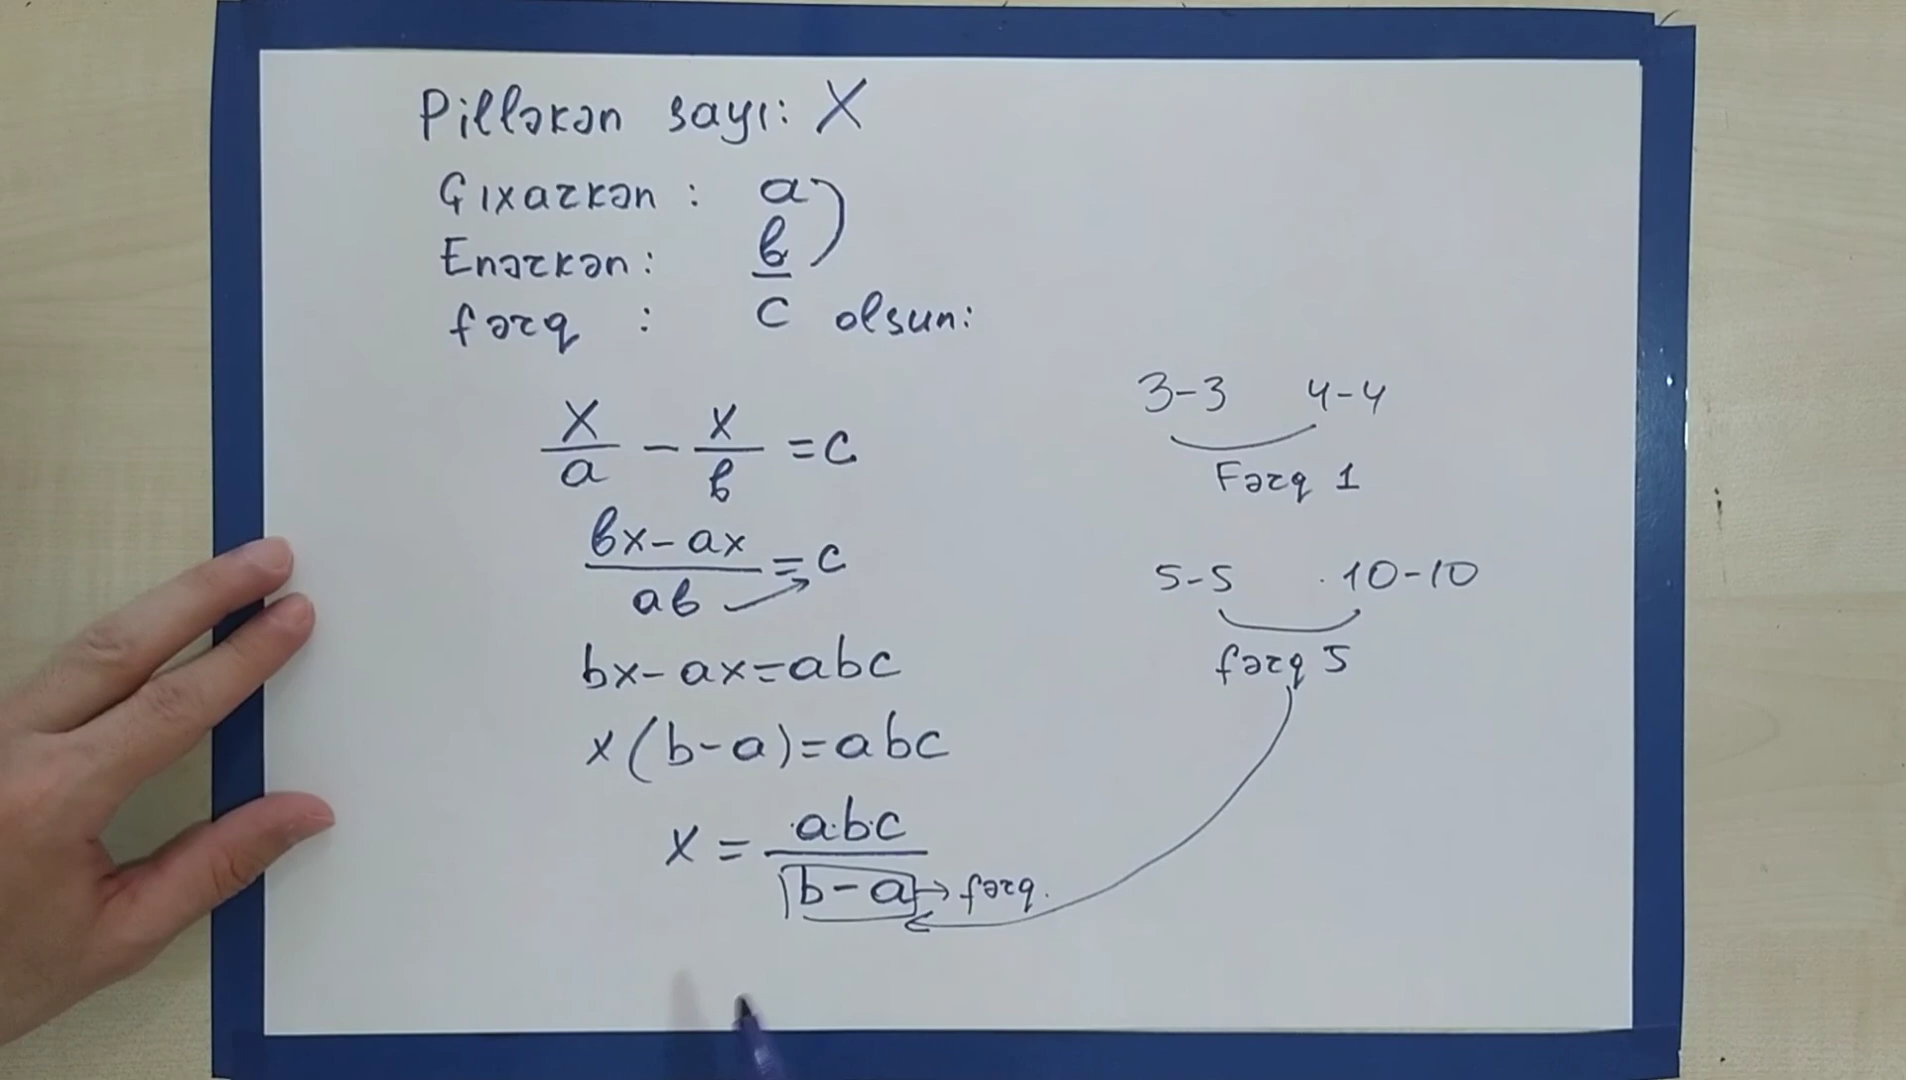 Pilləkən sayı: X
Çıxarkən : a
Enərkən : b
fərq : c olsun:
x/a - x/b = c
bx-ax/ab = c
bx-ax=abc
x(b-a)=abc
x = a·b·c/b-a → fərq.
3-3 4-4
Fərq 1
5-5 10-10
fərq 5